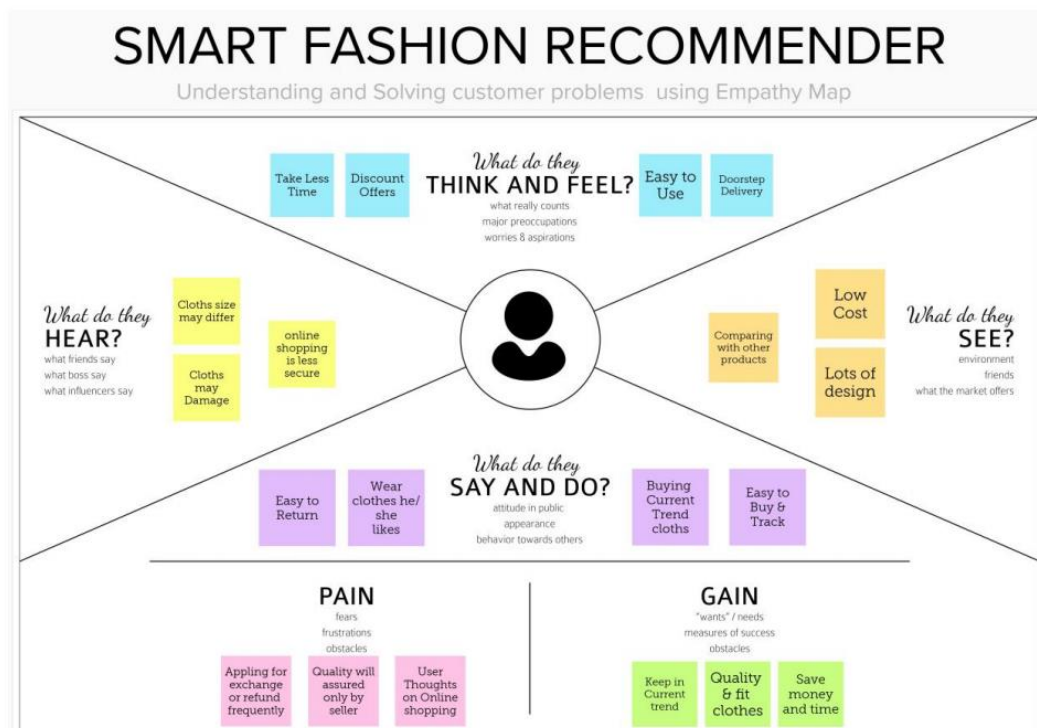 SMART FASHION RECOMMENDER
Understanding and Solving customer problems using Empathy Map
What do they
THINK AND FEEL?
what really counts
major preoccupations
worries & aspirations
Take Less
Time
Discount
Offers
Easy to
Use
Doorstep
Delivery
What do they
HEAR?
what friends say
what boss say
what influencers say
Cloths size
may differ
online
shopping
is less
secure
Cloths
may
Damage
Comparing
with other
products
Low
Cost
Lots of
design
What do they
SEE?
environment
friends
what the market offers
What do they
SAY AND DO?
attitude in public
appearance
behavior towards others
Easy to
Return
Wear
clothes he/
she
likes
Buying
Current
Trend
cloths
Easy to
Buy &
Track
PAIN
fears
frustrations
obstacles
Appling for
exchange
or refund
frequently
Quality will
assured
only by
seller
User
Thoughts
on Online
shopping
GAIN
"wants" / needs
measures of success
obstacles
Keep in
Current
trend
Quality
& fit
clothes
Save
money
and time